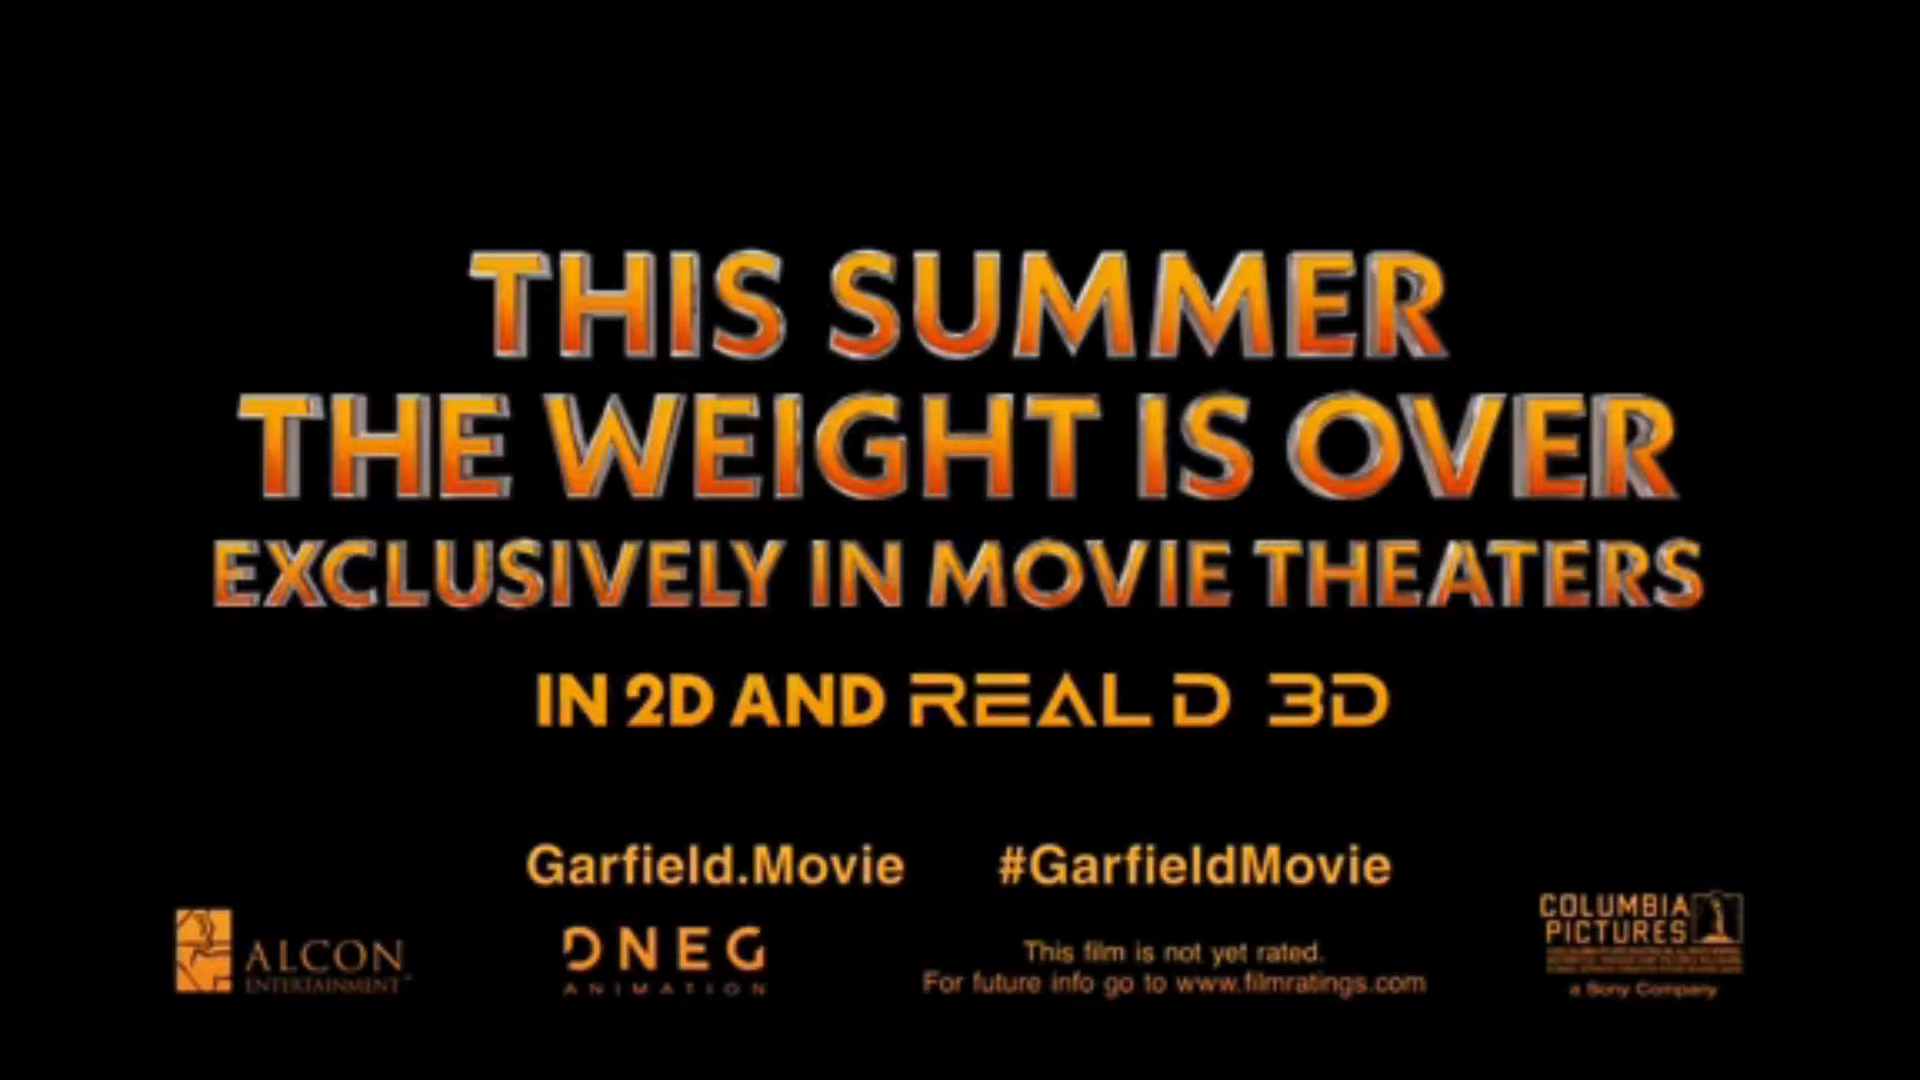 THIS SUMMER
THE WEIGHT IS OVER
EXCLUSIVELY IN MOVIE THEATERS
IN 2D AND REAL D 3D
Garfield.Movie #GarfieldMovie
ALCON
ENTERTAINMENT
DNEG
ANIMATION
This film is not yet rated.
For future info go to www.filmratings.com
COLUMBIA
PICTURES
a Sony Company